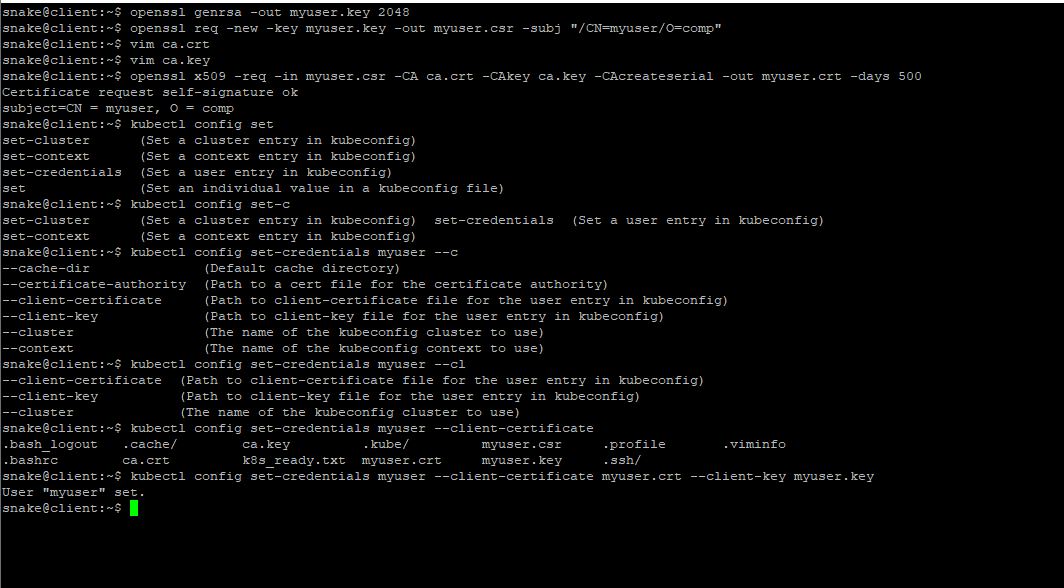 snake@client:~$ openssl genrsa -out myuser.key 2048
snake@client:~$ openssl req -new -key myuser.key -out myuser.csr -subj "/CN=myuser/O=comp"
snake@client:~$ vim ca.crt
snake@client:~$ vim ca.key
snake@client:~$ openssl x509 -req -in myuser.csr -CA ca.crt -CAkey ca.key -CAcreateserial -out myuser.crt -days 500
Certificate request self-signature ok
subject=CN = myuser, O = comp
snake@client:~$ kubectl config set
set-cluster      (Set a cluster entry in kubeconfig)
set-context      (Set a context entry in kubeconfig)
set-credentials  (Set a user entry in kubeconfig)
set              (Set an individual value in a kubeconfig file)
snake@client:~$ kubectl config set-c
set-cluster      (Set a cluster entry in kubeconfig)  set-credentials  (Set a user entry in kubeconfig)
set-context      (Set a context entry in kubeconfig)
snake@client:~$ kubectl config set-credentials myuser --c
--cache-dir              (Default cache directory)
--certificate-authority  (Path to a cert file for the certificate authority)
--client-certificate     (Path to client-certificate file for the user entry in kubeconfig)
--client-key             (Path to client-key file for the user entry in kubeconfig)
--cluster                (The name of the kubeconfig cluster to use)
--context                (The name of the kubeconfig context to use)
snake@client:~$ kubectl config set-credentials myuser --cl
--client-certificate  (Path to client-certificate file for the user entry in kubeconfig)
--client-key          (Path to client-key file for the user entry in kubeconfig)
--cluster             (The name of the kubeconfig cluster to use)
snake@client:~$ kubectl config set-credentials myuser --client-certificate
.bash_logout   .cache/        ca.key         .kube/         myuser.csr     .profile       .viminfo
.bashrc        ca.crt         k8s_ready.txt  myuser.crt     myuser.key     .ssh/
snake@client:~$ kubectl config set-credentials myuser --client-certificate myuser.crt --client-key myuser.key
User "myuser" set.
snake@client:~$